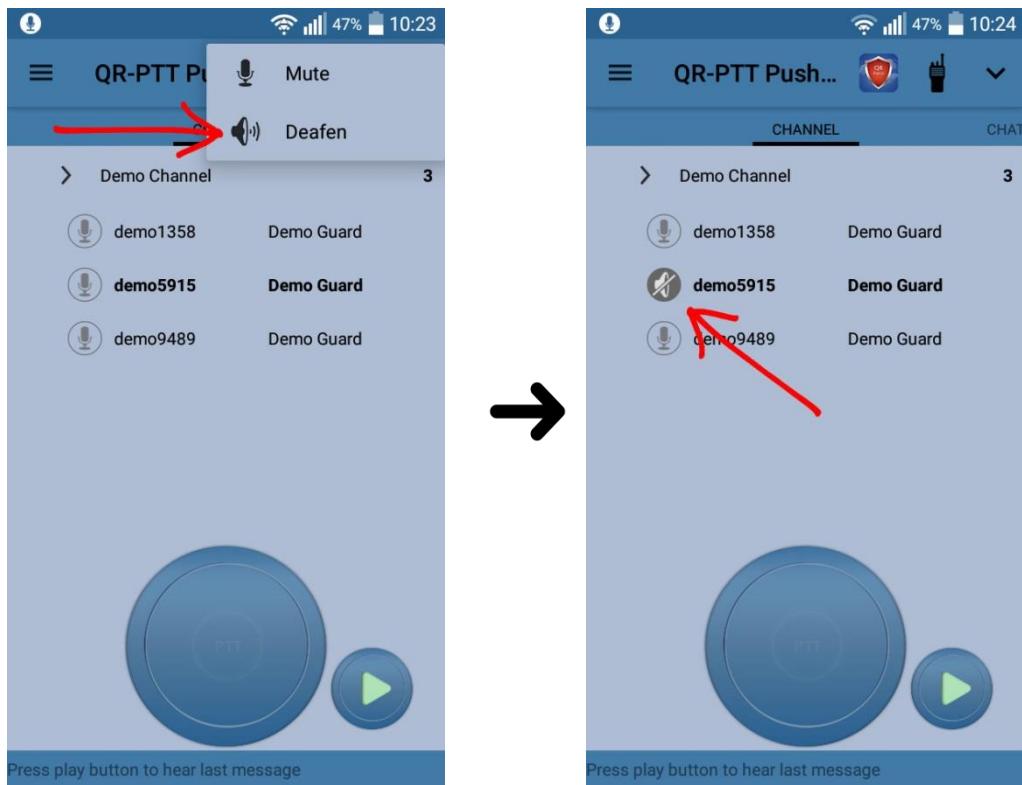 47% 10:23
QR-PTT Pu
Mute
Deafen
Demo Channel 3
demo1358 Demo Guard
demo5915 Demo Guard
demo9489 Demo Guard
PTT
Press play button to hear last message
47% 10:24
QR-PTT Push...
QR
CHANNEL CHAT
Demo Channel 3
demo1358 Demo Guard
demo5915 Demo Guard
demo9489 Demo Guard
PTT
Press play button to hear last message